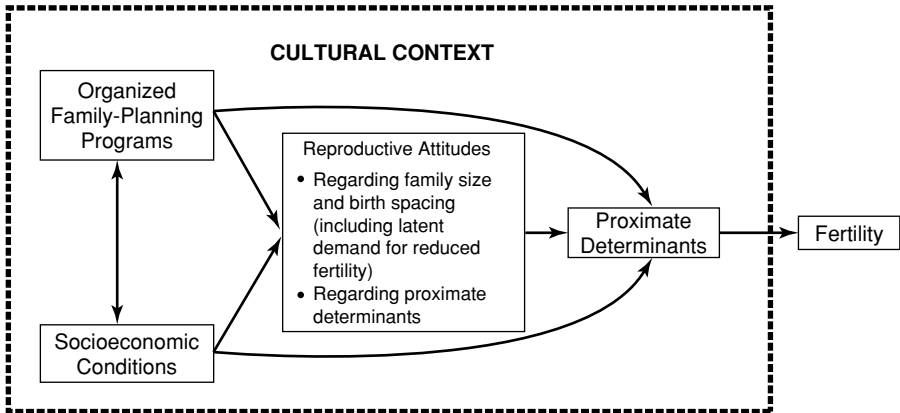 CULTURAL CONTEXT
Organized
Family-Planning
Programs
Reproductive Attitudes
• Regarding family size
and birth spacing
(including latent
demand for reduced
fertility)
• Regarding proximate
determinants
Proximate
Determinants
Fertility
Socioeconomic
Conditions